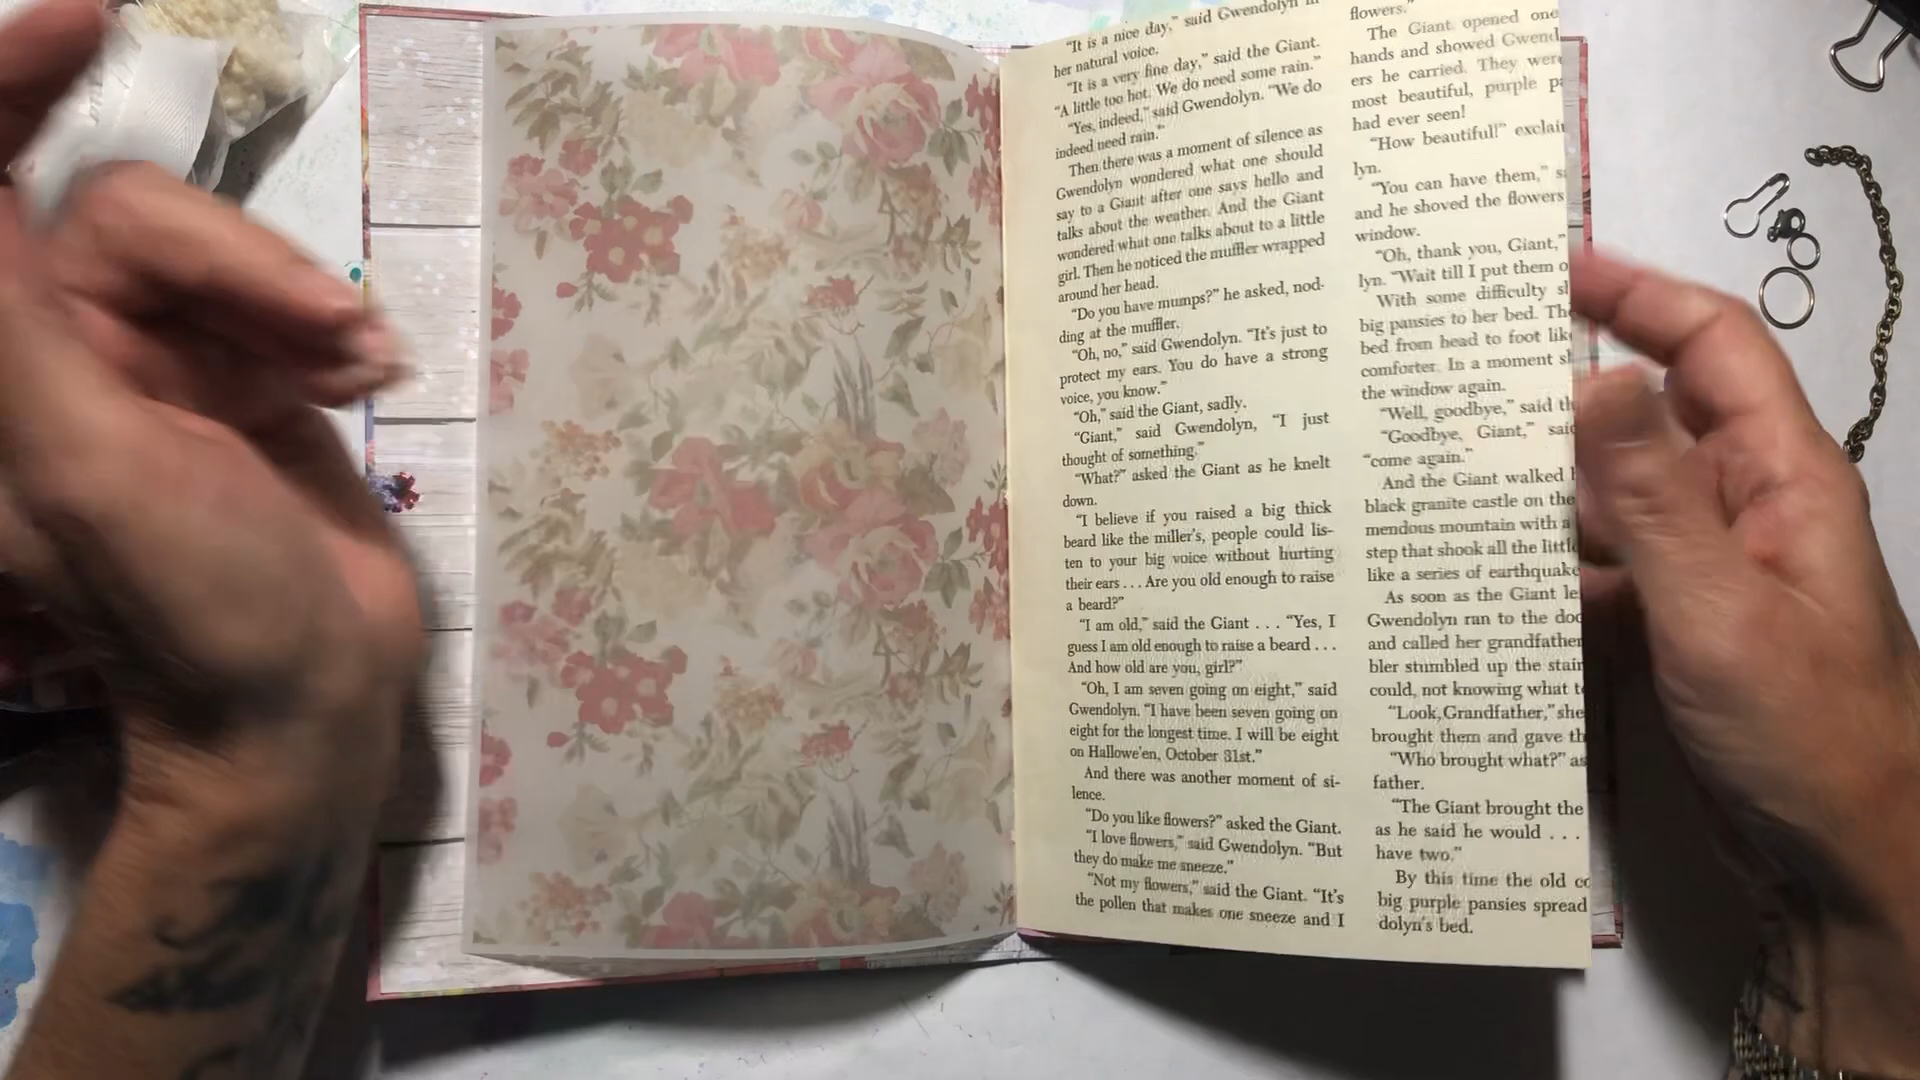 "It is a nice day," said Gwendolyn in
her natural voice.
"It is a very fine day," said the Giant.
"A little too hot. We do need some rain."
"Yes, indeed," said Gwendolyn. "We do
indeed need rain."
Then there was a moment of silence as
Gwendolyn wondered what one should
say to a Giant after one says hello and
talks about the weather. And the Giant
wondered what one talks about to a little
girl. Then he noticed the muffler wrapped
around her head.
"Do you have mumps?" he asked, nod-
ding at the muffler.
"Oh, no," said Gwendolyn. "It's just to
protect my ears. You do have a strong
voice, you know."
"Oh," said the Giant, sadly.
"Giant," said Gwendolyn, "I just
thought of something."
"What?" asked the Giant as he knelt
down.
"I believe if you raised a big thick
beard like the miller's, people could lis-
ten to your big voice without hurting
their ears . . . Are you old enough to raise
a beard?"
"I am old," said the Giant . . . "Yes, I
guess I am old enough to raise a beard . . .
And how old are you, girl?"
"Oh, I am seven going on eight," said
Gwendolyn. "I have been seven going on
eight for the longest time. I will be eight
on Hallowe'en, October 31st."
And there was another moment of si-
lence.
"Do you like flowers?" asked the Giant.
"I love flowers," said Gwendolyn. "But
they do make me sneeze."
"Not my flowers," said the Giant. "It's
the pollen that makes one sneeze and I
flowers."
The Giant opened one
hands and showed Gwend
ers he carried. They were
most beautiful, purple
had ever seen!
"How beautiful!" exclai
lyn.
"You can have them,"
and he shoved the flowers
window.
"Oh, thank you, Giant,"
lyn. "Wait till I put them
With some difficulty
big pansies to her bed.
bed from head to foot
comforter. In a moment
the window again.
"Well, goodbye," said
"Goodbye, Giant,"
"come again."
And the Giant walked
black granite castle on the
mendous mountain with a
step that shook all the
like a series of earthquake
As soon as the Giant
Gwendolyn ran to the
and called her grandfather
bler stumbled up the
could, not knowing what
"Look, Grandfather," she
brought them and gave
"Who brought what?"
father.
"The Giant brought the
as he said he would . . .
have two."
By this time the old
big purple pansies spread
dolyn's bed.